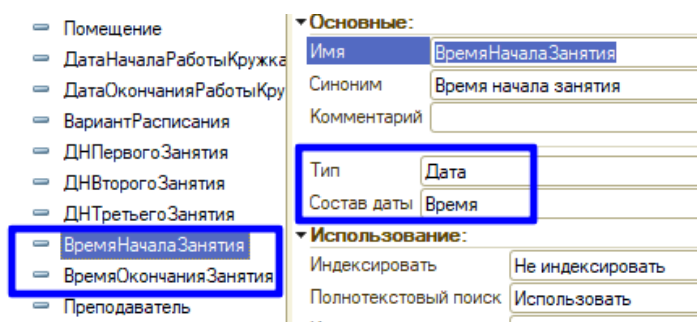 Помещение
ДатаНачалаРаботыКружка
ДатаОкончанияРаботыКру
ВариантРасписания
ДНПервогоЗанятия
ДНВторогоЗанятия
ДНТретьегоЗанятия
ВремяНачалаЗанятия
ВремяОкончанияЗанятия
Преподаватель
Основные:
Имя ВремяНачалаЗанятия
Синоним Время начала занятия
Комментарий
Тип Дата
Состав даты Время
Использование:
Индексировать Не индексировать
Полнотекстовый поиск Использовать